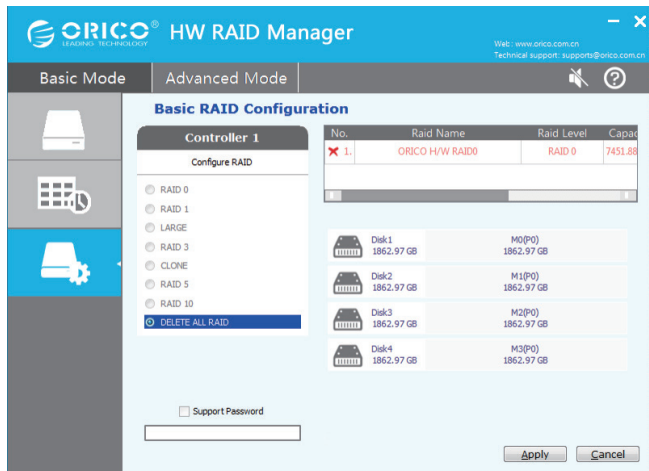 ORICO® HW RAID Manager
LEADING TECHNOLOGY
Web: www.orico.com.cn
Technical support: supports@orico.com.cn
Basic Mode
Advanced Mode
Basic RAID Configuration
Controller 1
Configure RAID
RAID 0
RAID 1
LARGE
RAID 3
CLONE
RAID 5
RAID 10
DELETE ALL RAID
Support Password
No. Raid Name Raid Level Capac
1. ORICO H/W RAID0 RAID 0 7451.88
Disk1 M0(P0)
1862.97 GB 1862.97 GB
Disk2 M1(P0)
1862.97 GB 1862.97 GB
Disk3 M2(P0)
1862.97 GB 1862.97 GB
Disk4 M3(P0)
1862.97 GB 1862.97 GB
Apply Cancel